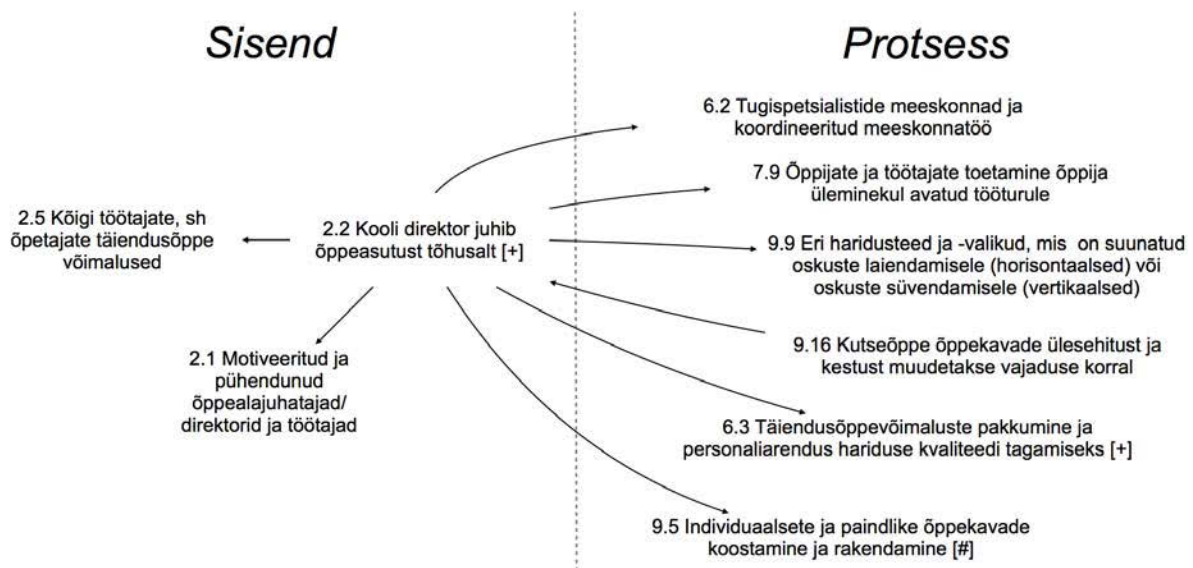 Sisend
Protsess
6.2 Tugispetsialistide meeskonnad ja
koordineeritud meeskonnatöö
7.9 Õppijate ja töötajate toetamine õppija
üleminekul avatud tööturule
2.5 Kõigi töötajate, sh
õpetajate täiendusõppe
võimalused
2.2 Kooli direktor juhib
õppeasutust tõhusalt [+]
9.9 Eri haridusteed ja -valikud, mis on suunatud
oskuste laiendamisele (horisontaalsed) või
oskuste süvendamisele (vertikaalsed)
9.16 Kutseõppe õppekavade ülesehitust ja
kestust muudetakse vajaduse korral
2.1 Motiveeritud ja
pühendunud
õppealajuhatajad/
direktorid ja töötajad
6.3 Täiendusõppevõimaluste pakkumine ja
personaliarendus hariduse kvaliteedi tagamiseks [+]
9.5 Individuaalsete ja paindlike õppekavade
koostamine ja rakendamine [#]